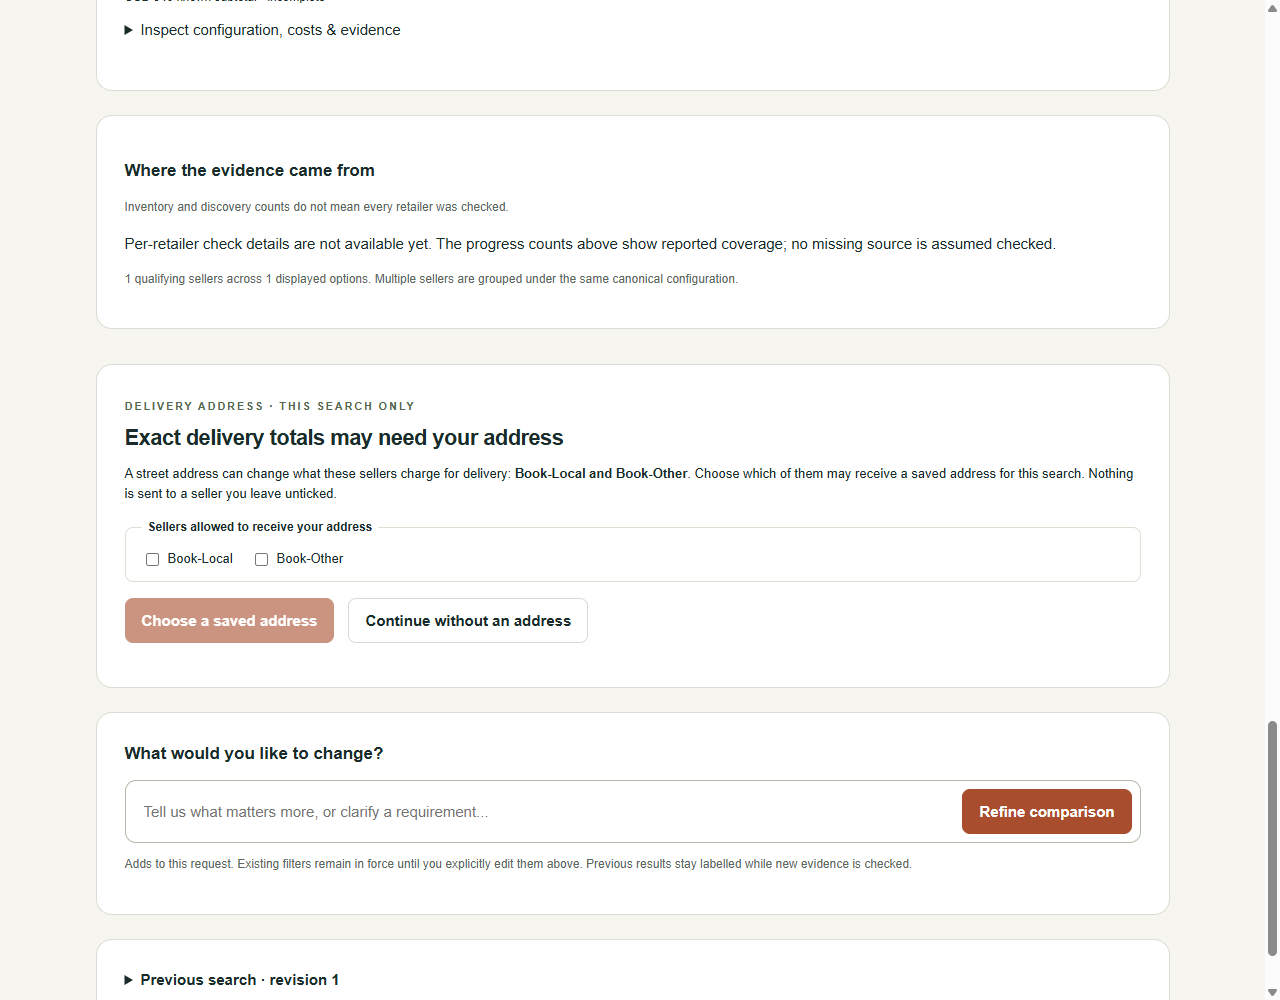 Inspect configuration, costs & evidence
Where the evidence came from
Inventory and discovery counts do not mean every retailer was checked.
Per-retailer check details are not available yet. The progress counts above show reported coverage; no missing source is assumed checked.
1 qualifying sellers across 1 displayed options. Multiple sellers are grouped under the same canonical configuration.
DELIVERY ADDRESS · THIS SEARCH ONLY
Exact delivery totals may need your address
A street address can change what these sellers charge for delivery: Book-Local and Book-Other. Choose which of them may receive a saved address for this search. Nothing
is sent to a seller you leave unticked.
Sellers allowed to receive your address
Book-Local Book-Other
Choose a saved address Continue without an address
What would you like to change?
Tell us what matters more, or clarify a requirement... Refine comparison
Adds to this request. Existing filters remain in force until you explicitly edit them above. Previous results stay labelled while new evidence is checked.
Previous search · revision 1